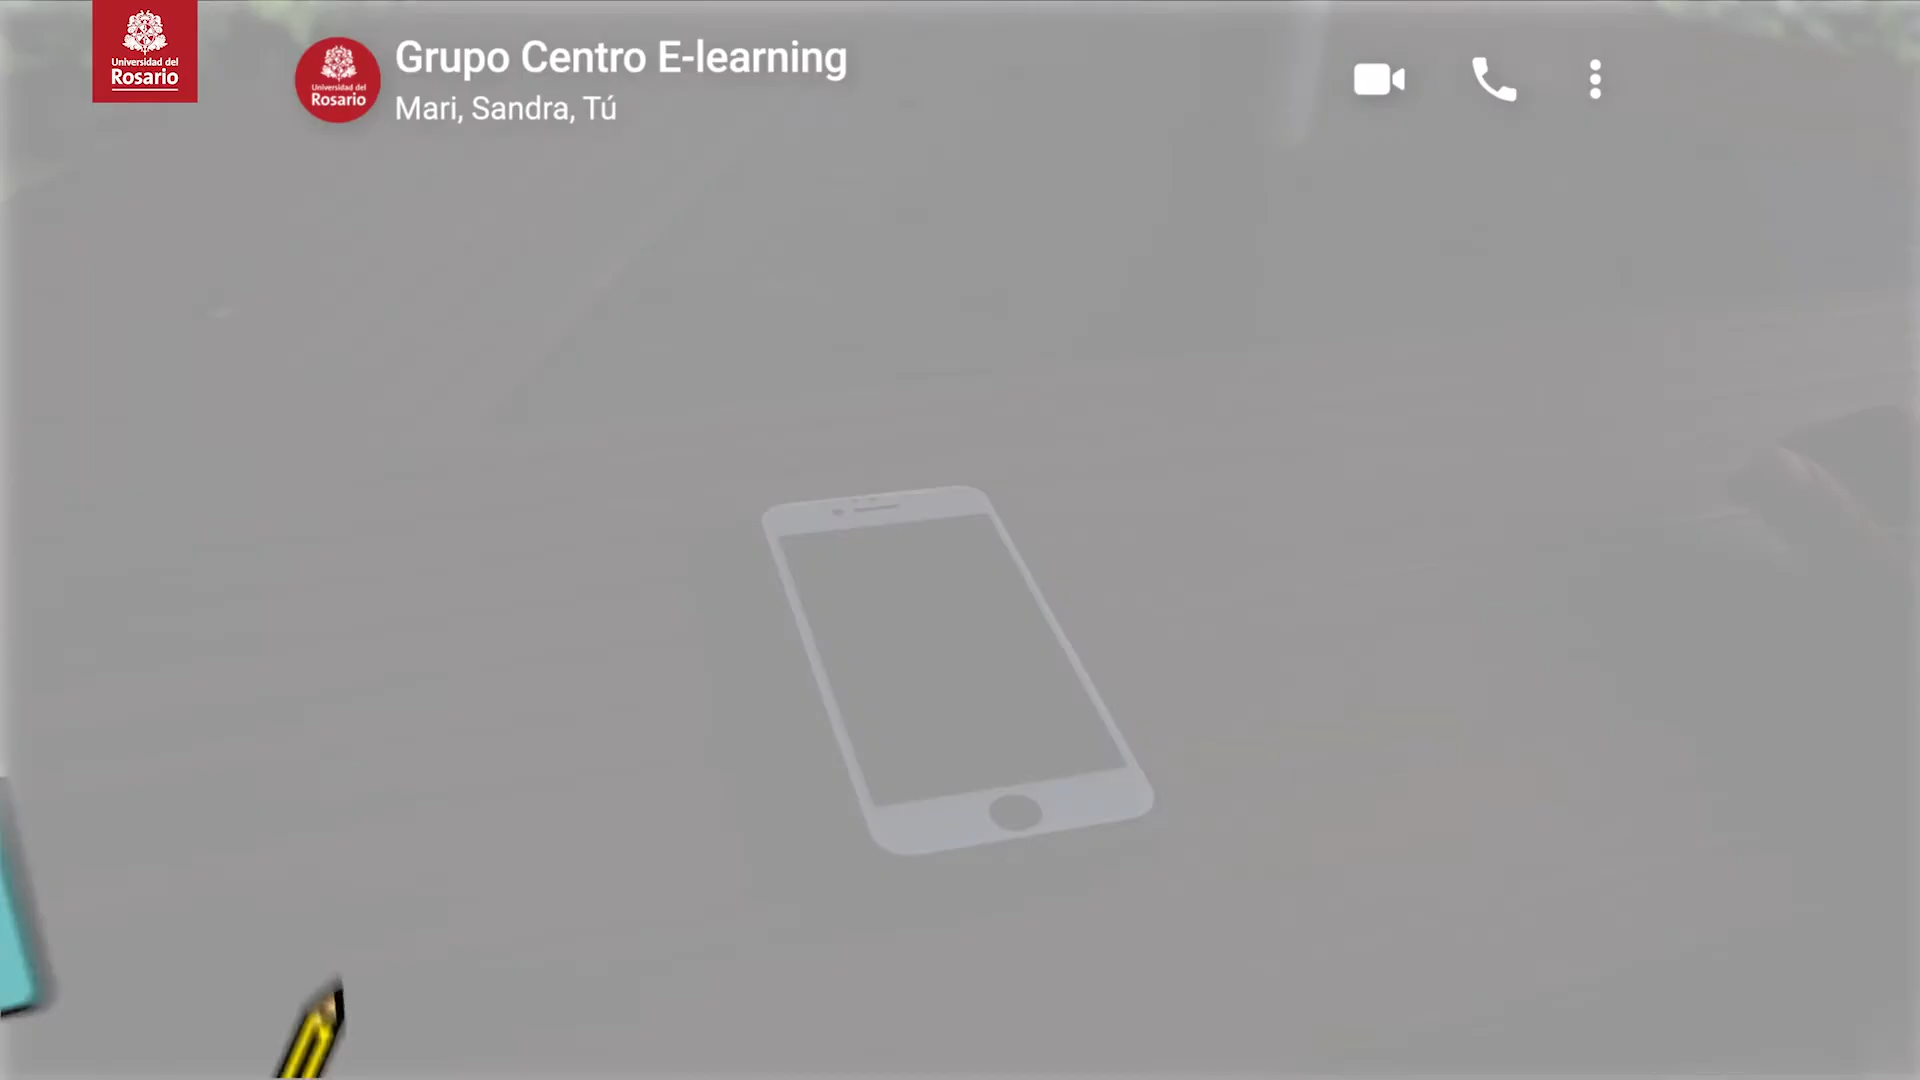 Universidad del
Rosario
Universidad del
Rosario
Grupo Centro E-learning
Mari, Sandra, Tú